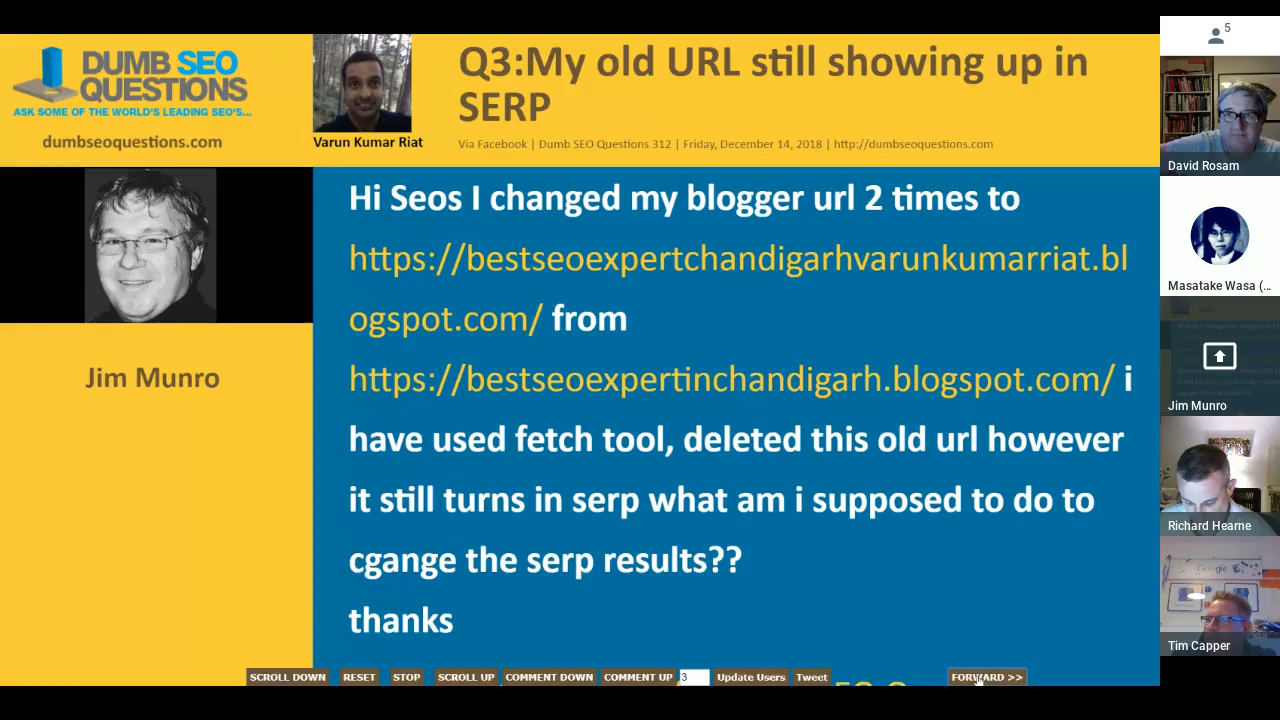 DUMB SEO
QUESTIONS
ASK SOME OF THE WORLD'S LEADING SEO'S...
dumbseoquestions.com
Varun Kumar Riat
Q3:My old URL still showing up in
SERP
Via Facebook | Dumb SEO Questions 312 | Friday, December 14, 2018 | http://dumbseoquestions.com
Jim Munro
Hi Seos I changed my blogger url 2 times to
https://bestseoexpertchandigarhvarunkumarriat.bl
ogspot.com/ from
https://bestseoexpertinchandigarh.blogspot.com/ i
have used fetch tool, deleted this old url however
it still turns in serp what am i supposed to do to
cgange the serp results??
thanks
SCROLL DOWN RESET STOP SCROLL UP COMMENT DOWN COMMENT UP 3 Update Users Tweet FORWARD >>
5
David Rosam
Masatake Wasa (...
Jim Munro
Richard Hearne
Google
Tim Capper